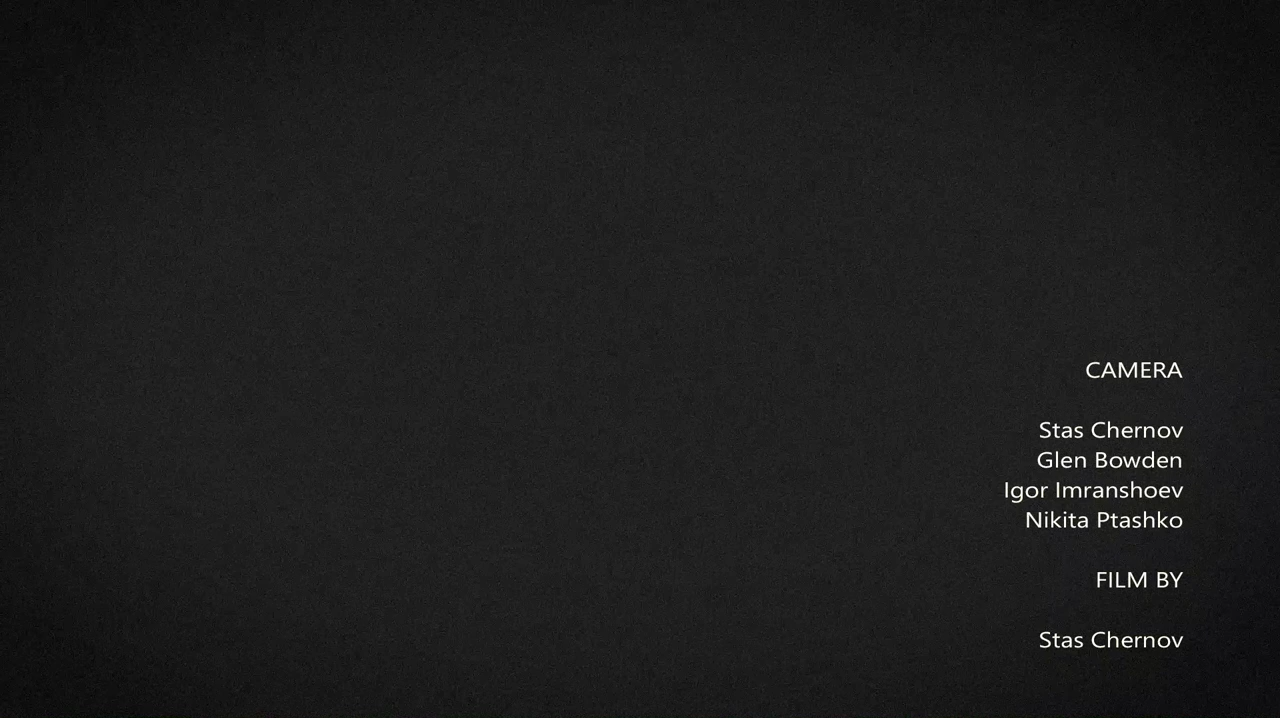 CAMERA
Stas Chernov
Glen Bowden
Igor Imranshoev
Nikita Ptashko
FILM BY
Stas Chernov